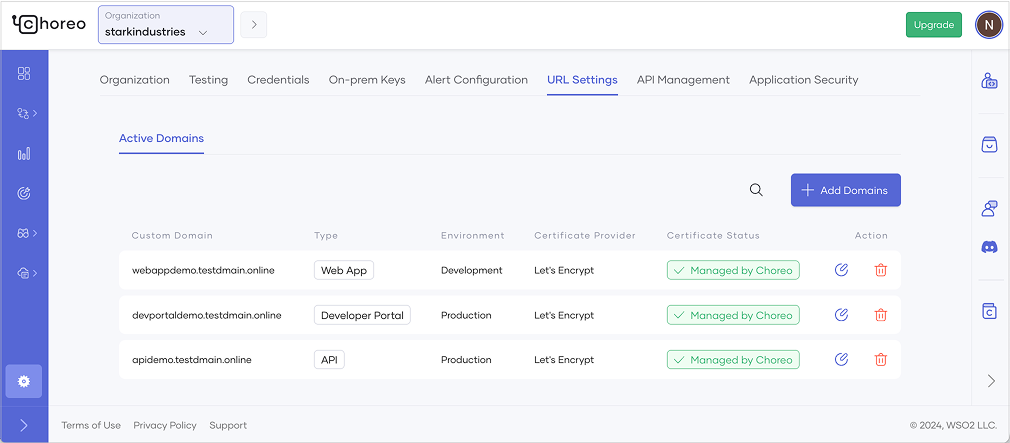 Choreo
Organization
starkindustries
Upgrade
N
Organization Testing Credentials On-prem Keys Alert Configuration URL Settings API Management Application Security
Active Domains
Add Domains
Custom Domain Type Environment Certificate Provider Certificate Status Action
webappdemo.testdmain.online Web App Development Let's Encrypt Managed by Choreo
devportaldemo.testdmain.online Developer Portal Production Let's Encrypt Managed by Choreo
apidemo.testdmain.online API Production Let's Encrypt Managed by Choreo
Terms of Use Privacy Policy Support © 2024, WSO2 LLC.